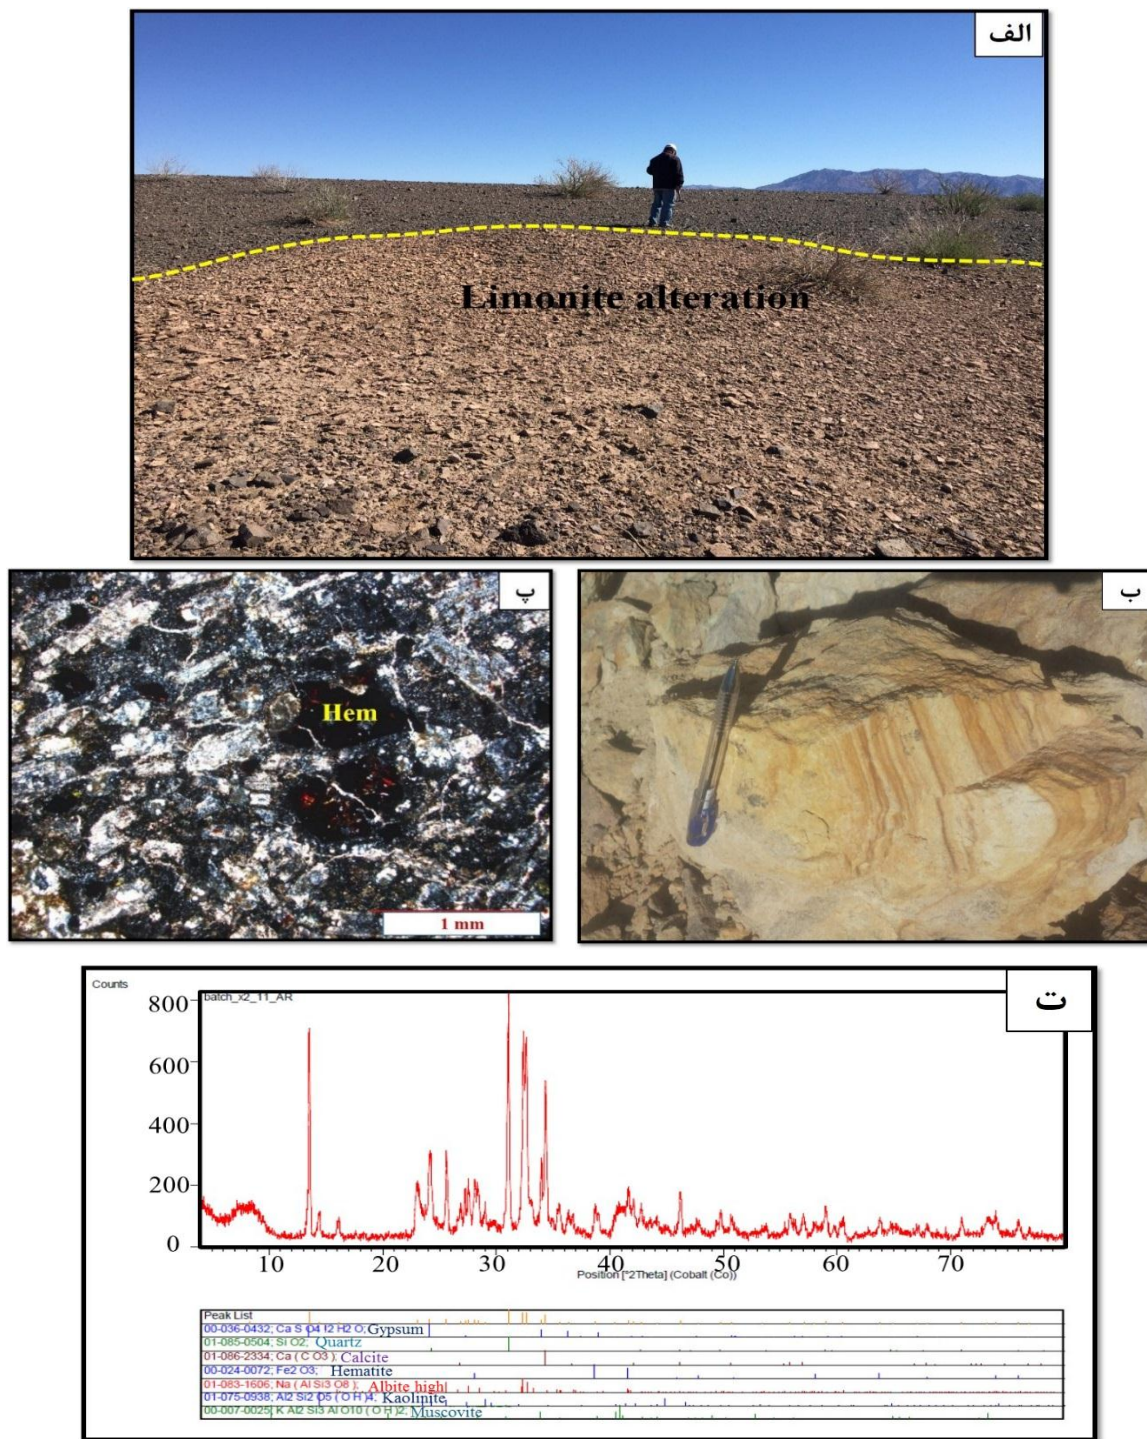 الف
Limonite alteration
ب
پ
Hem
1 mm
ت
Counts
batch_x2_11_AR
800
600
400
200
0
10 20 30 40 50 60 70
Position [°2Theta] (Cobalt (Co))
Peak List
00-036-0432; Ca S O4 !2 H2 O; Gypsum
01-085-0504; Si O2; Quartz
01-086-2334; Ca ( C O3 ); Calcite
00-024-0072; Fe2 O3; Hematite
01-083-1606; Na ( Al Si3 O8 ); Albite high
01-075-0938; Al2 Si2 O5 ( O H )4; Kaolinite
00-007-0025; K Al2 Si3 Al O10 ( O H )2; Muscovite